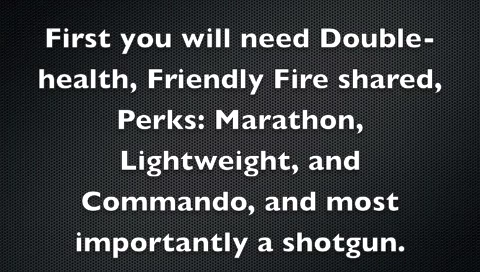 First you will need Double-
health, Friendly Fire shared,
Perks: Marathon,
Lightweight, and
Commando, and most
importantly a shotgun.